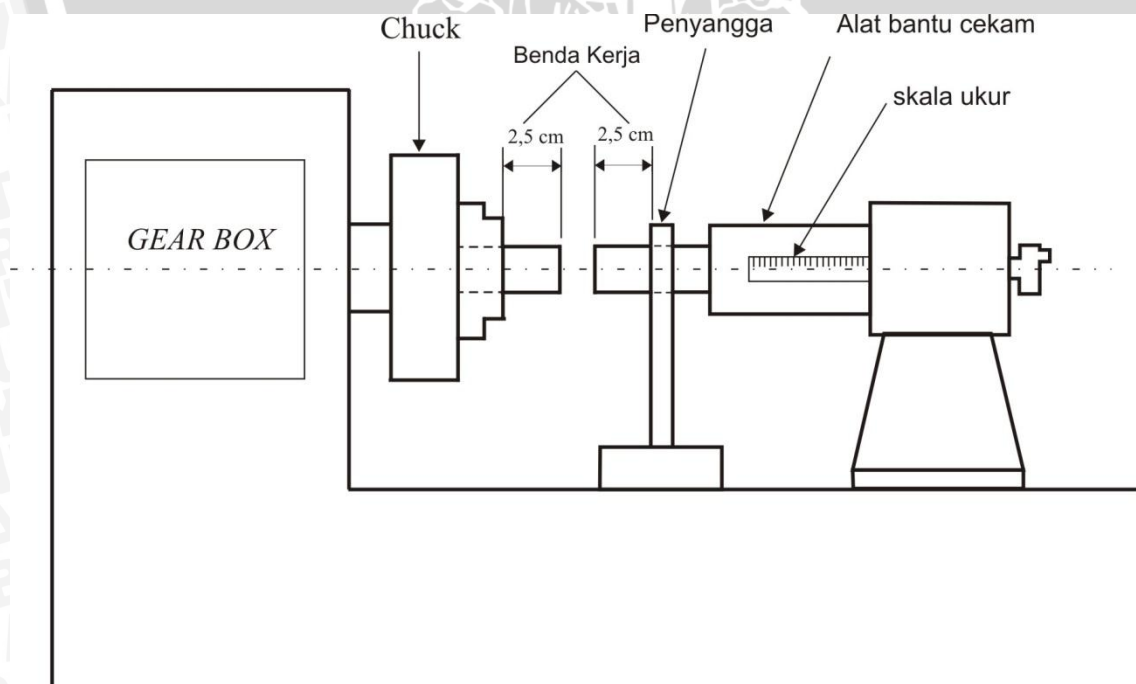 Chuck
Penyangga
Alat bantu cekam
Benda Kerja
skala ukur
2,5 cm
2,5 cm
GEAR BOX